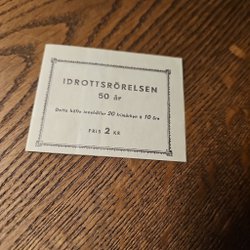 IDROTTSRÖRELSEN
50 år
Detta häfte innehåller 20 frimärken à 10 öre
PRIS 2 KR